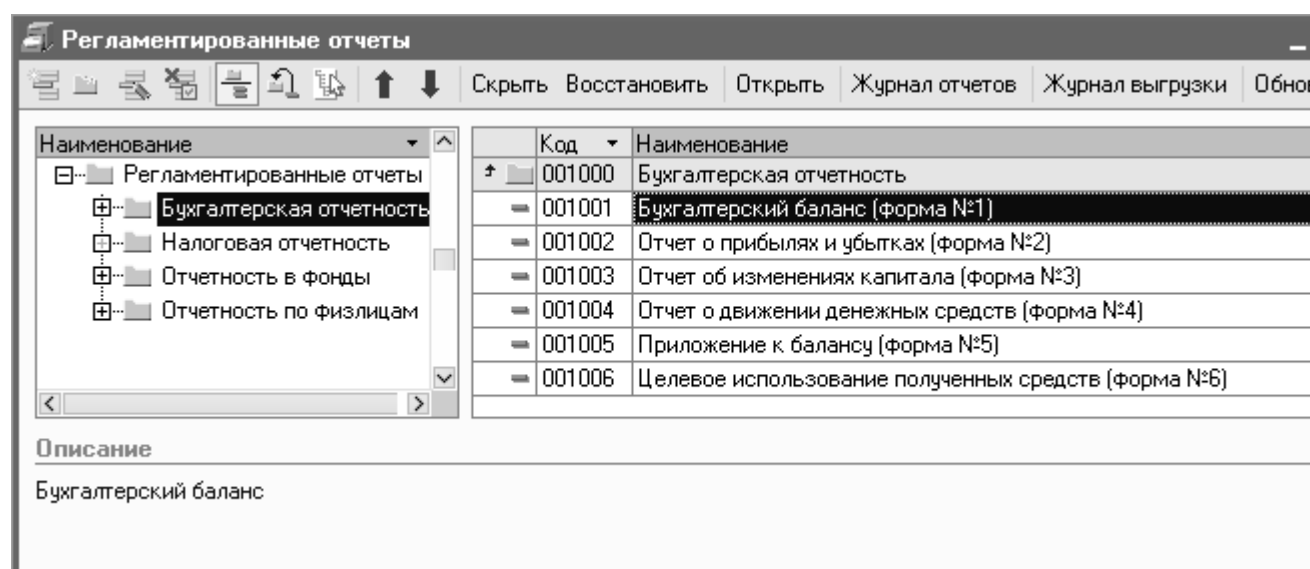 Регламентированные отчеты
Скрыть Восстановить Открыть Журнал отчетов Журнал выгрузки Обнов
Наименование
Регламентированные отчеты
Бухгалтерская отчетность
Налоговая отчетность
Отчетность в фонды
Отчетность по физлицам
Код Наименование
001000 Бухгалтерская отчетность
001001 Бухгалтерский баланс (форма №1)
001002 Отчет о прибылях и убытках (форма №2)
001003 Отчет об изменениях капитала (форма №3)
001004 Отчет о движении денежных средств (форма №4)
001005 Приложение к балансу (форма №5)
001006 Целевое использование полученных средств (форма №6)
Описание
Бухгалтерский баланс